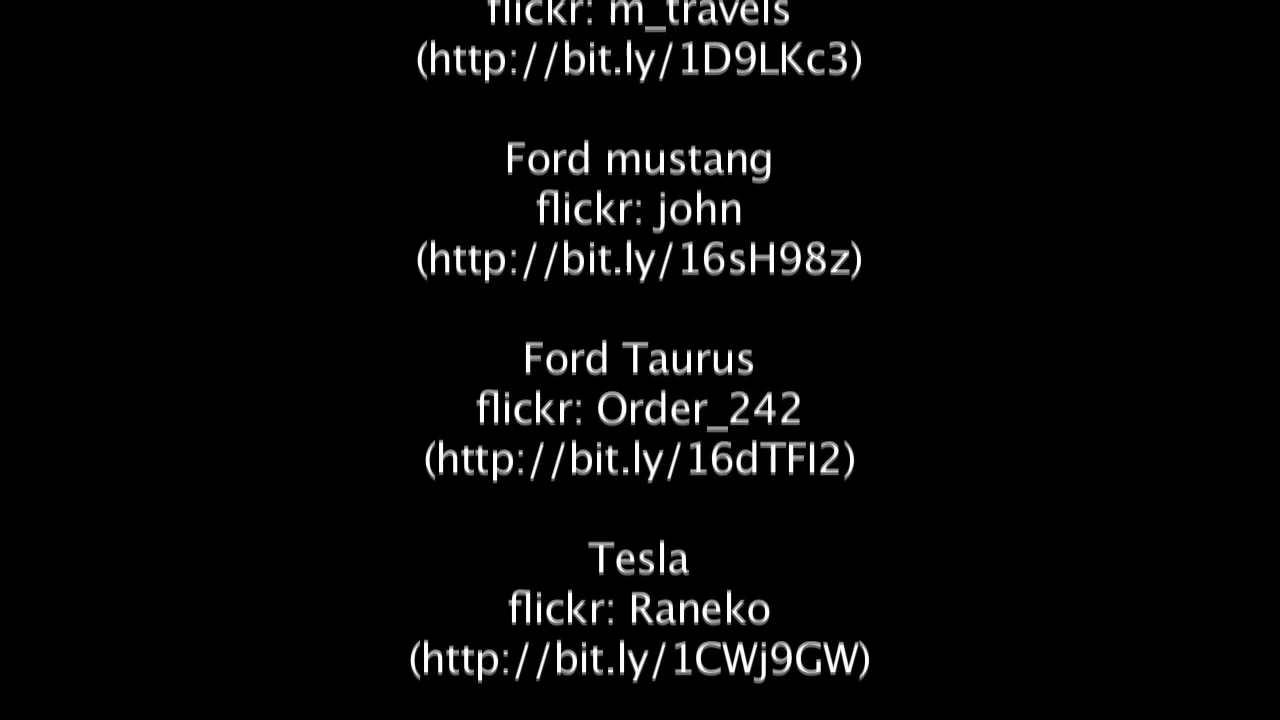 flickr: m_travels
(http://bit.ly/1D9LKc3)
Ford mustang
flickr: john
(http://bit.ly/16sH98z)
Ford Taurus
flickr: Order_242
(http://bit.ly/16dTFI2)
Tesla
flickr: Raneko
(http://bit.ly/1CWj9GW)